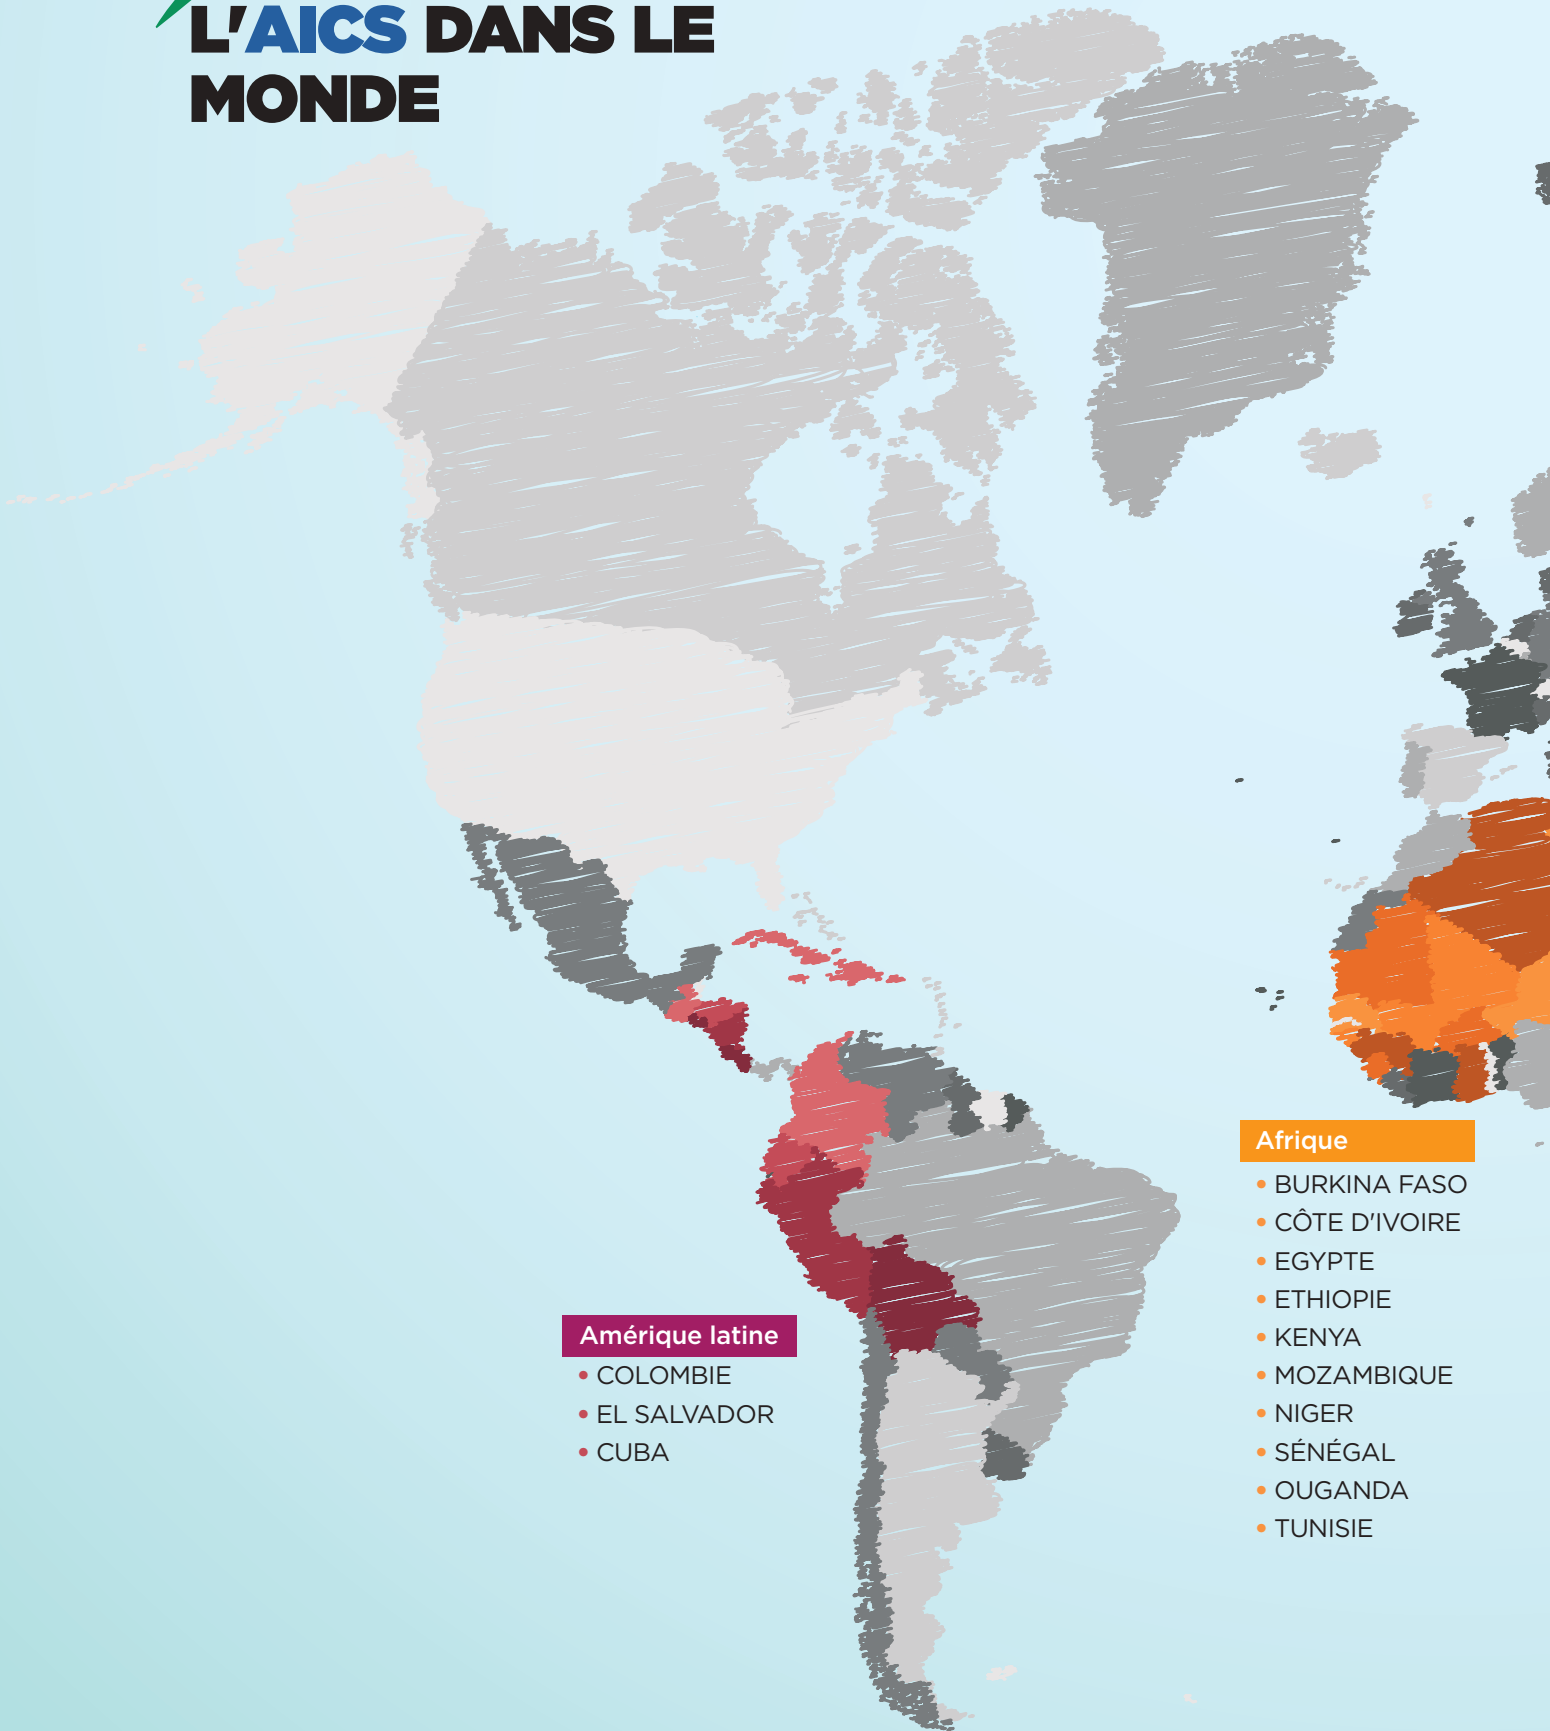 L'AICS DANS LE
MONDE
Amérique latine
• COLOMBIE
• EL SALVADOR
• CUBA
Afrique
• BURKINA FASO
• CÔTE D'IVOIRE
• EGYPTE
• ETHIOPIE
• KENYA
• MOZAMBIQUE
• NIGER
• SÉNÉGAL
• OUGANDA
• TUNISIE